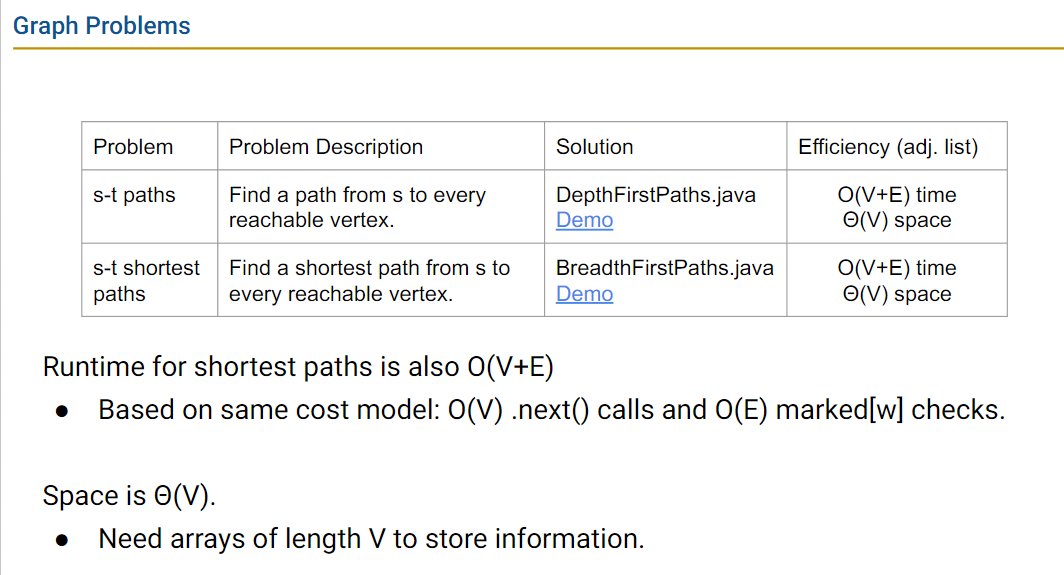 Graph Problems
Problem
Problem Description
Solution
Efficiency (adj. list)
s-t paths
Find a path from s to every
reachable vertex.
DepthFirstPaths.java
Demo
O(V+E) time
Θ(V) space
s-t shortest
paths
Find a shortest path from s to
every reachable vertex.
BreadthFirstPaths.java
Demo
O(V+E) time
Θ(V) space
Runtime for shortest paths is also O(V+E)
● Based on same cost model: O(V) .next() calls and O(E) marked[w] checks.
Space is Θ(V).
● Need arrays of length V to store information.